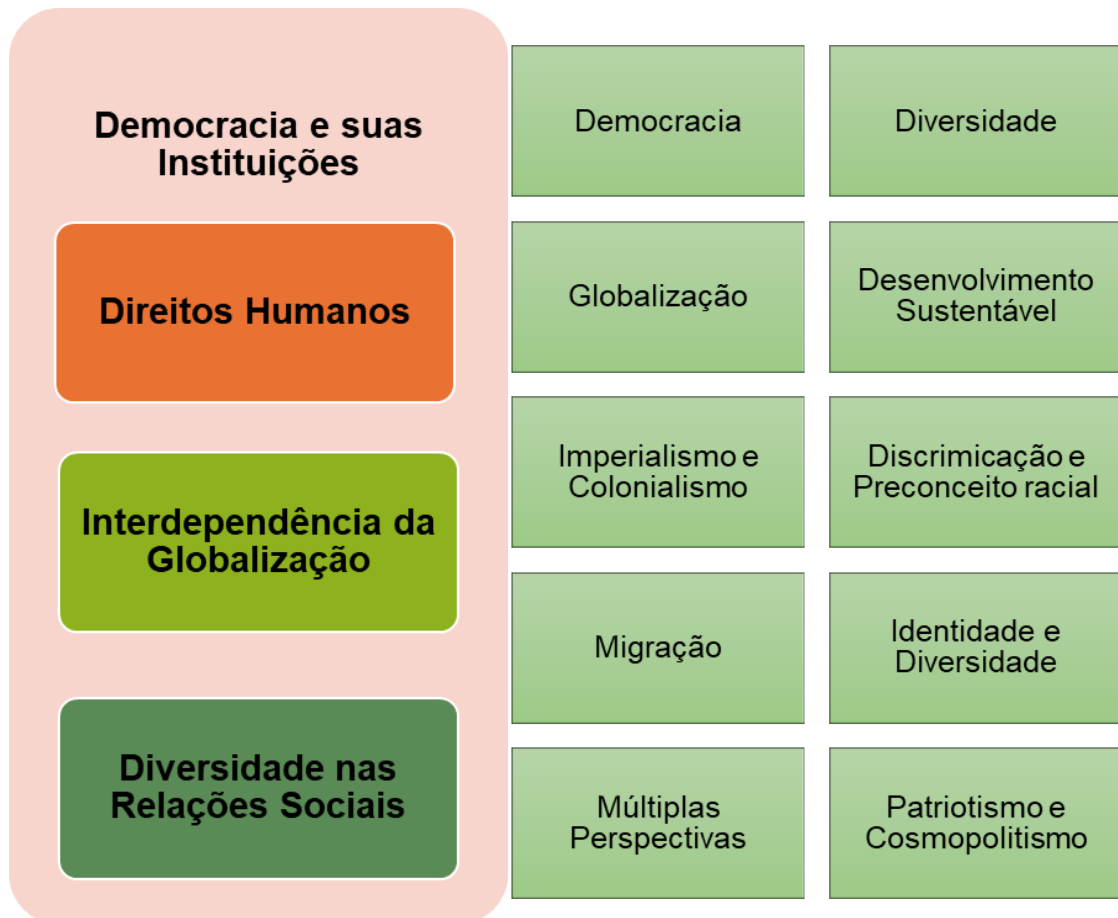 Democracia e suas
Instituições
Direitos Humanos
Interdependência da
Globalização
Diversidade nas
Relações Sociais
Democracia
Diversidade
Globalização
Desenvolvimento
Sustentável
Imperialismo e
Colonialismo
Discrimicação e
Preconceito racial
Migração
Identidade e
Diversidade
Múltiplas
Perspectivas
Patriotismo e
Cosmopolitismo